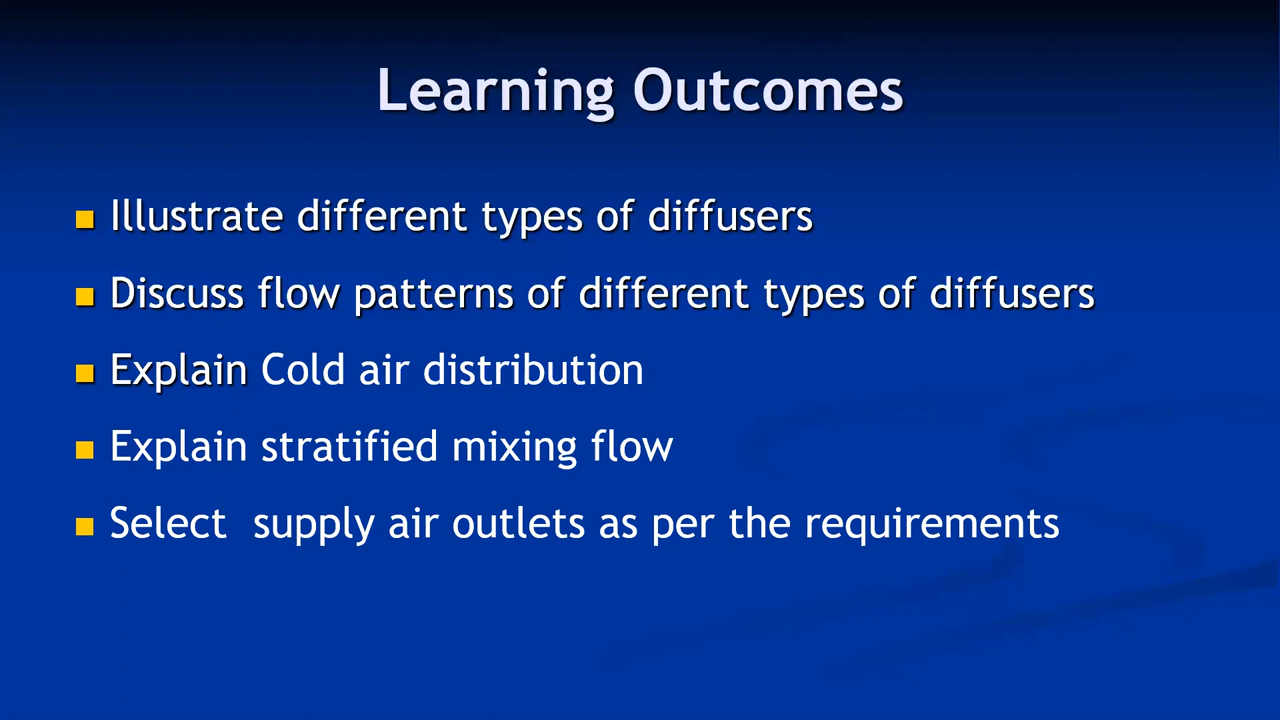 Learning Outcomes
Illustrate different types of diffusers
Discuss flow patterns of different types of diffusers
Explain Cold air distribution
Explain stratified mixing flow
Select  supply air outlets as per the requirements